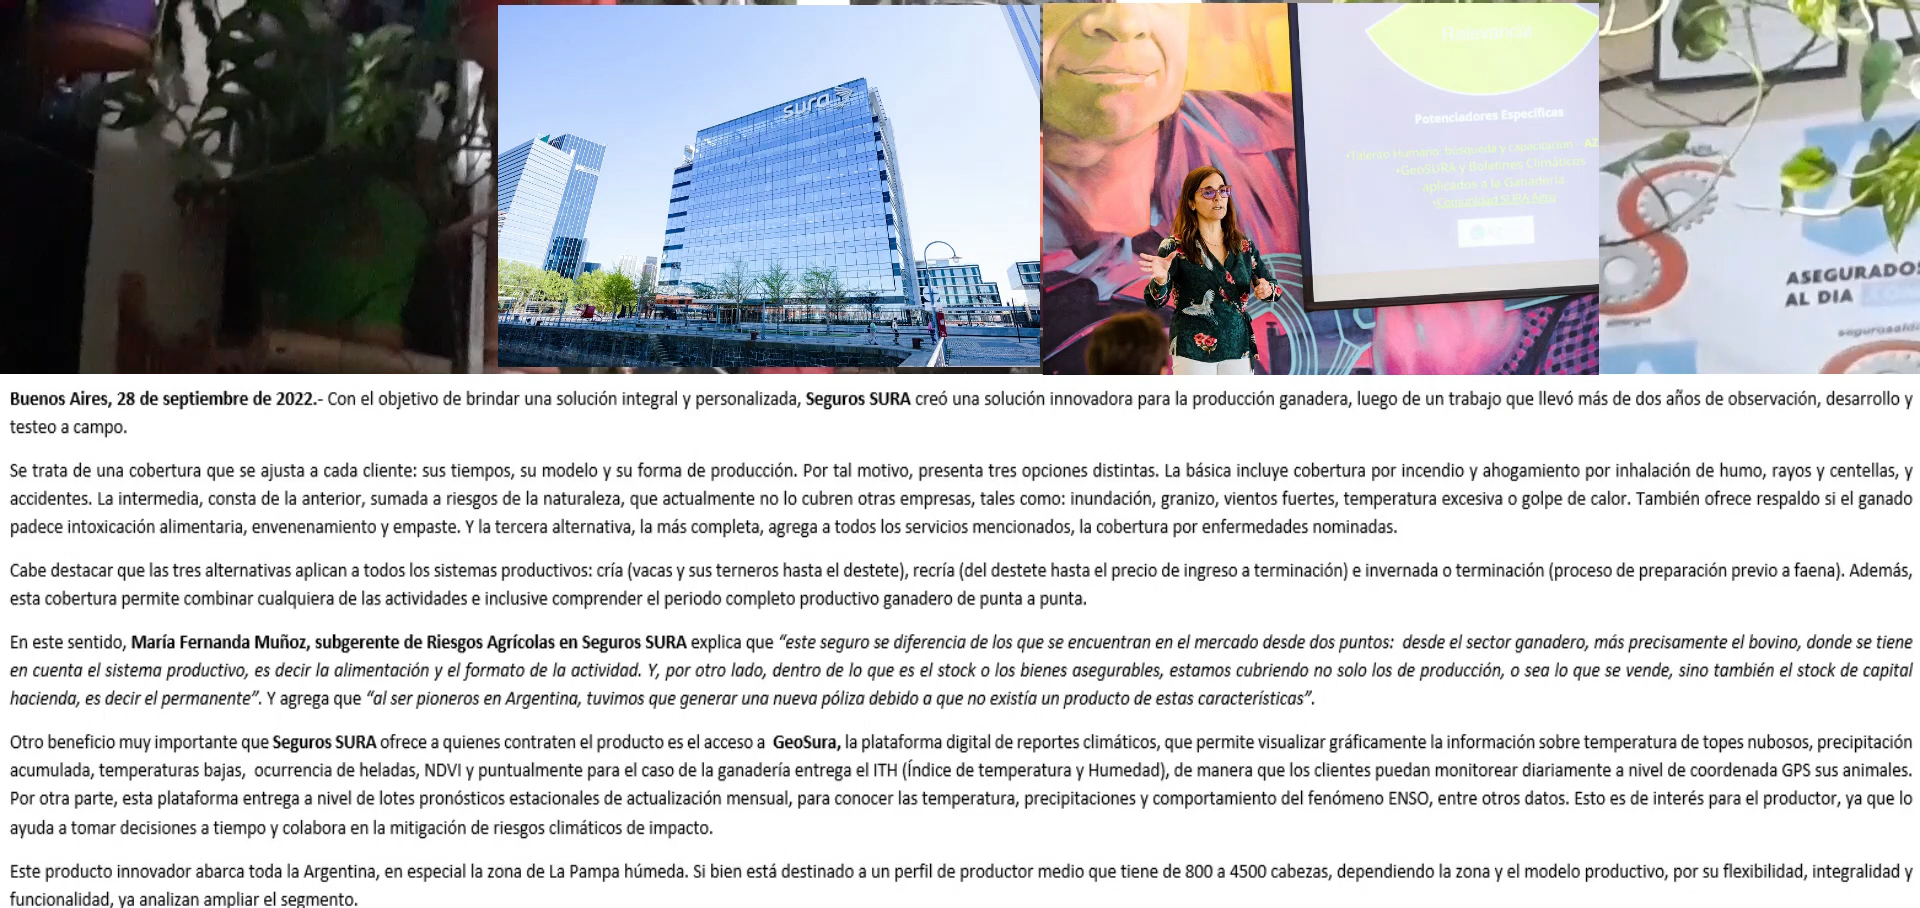 sura
Relevancia!
Potenciadores Específicos
•Talento Humano: búsqueda y capacitación - AZ
•GeoSURA y Boletines Climáticos
aplicados a la Ganadería
•Comunidad SURA Agro
ASEGURADOS
AL DIA
Buenos Aires, 28 de septiembre de 2022.- Con el objetivo de brindar una solución integral y personalizada, Seguros SURA creó una solución innovadora para la producción ganadera, luego de un trabajo que llevó más de dos años de observación, desarrollo y
testeo a campo.
Se trata de una cobertura que se ajusta a cada cliente: sus tiempos, su modelo y su forma de producción. Por tal motivo, presenta tres opciones distintas. La básica incluye cobertura por incendio y ahogamiento por inhalación de humo, rayos y centellas, y
accidentes. La intermedia, consta de la anterior, sumada a riesgos de la naturaleza, que actualmente no lo cubren otras empresas, tales como: inundación, granizo, vientos fuertes, temperatura excesiva o golpe de calor. También ofrece respaldo si el ganado
padece intoxicación alimentaria, envenenamiento y empaste. Y la tercera alternativa, la más completa, agrega a todos los servicios mencionados, la cobertura por enfermedades nominadas.
Cabe destacar que las tres alternativas aplican a todos los sistemas productivos: cría (vacas y sus terneros hasta el destete), recría (del destete hasta el precio de ingreso a terminación) e invernada o terminación (proceso de preparación previo a faena). Además,
esta cobertura permite combinar cualquiera de las actividades e inclusive comprender el periodo completo productivo ganadero de punta a punta.
En este sentido, María Fernanda Muñoz, subgerente de Riesgos Agrícolas en Seguros SURA explica que “este seguro se diferencia de los que se encuentran en el mercado desde dos puntos: desde el sector ganadero, más precisamente el bovino, donde se tiene
en cuenta el sistema productivo, es decir la alimentación y el formato de la actividad. Y, por otro lado, dentro de lo que es el stock o los bienes asegurables, estamos cubriendo no solo los de producción, o sea lo que se vende, sino también el stock de capital
hacienda, es decir el permanente”. Y agrega que “al ser pioneros en Argentina, tuvimos que generar una nueva póliza debido a que no existía un producto de estas características”.
Otro beneficio muy importante que Seguros SURA ofrece a quienes contraten el producto es el acceso a GeoSura, la plataforma digital de reportes climáticos, que permite visualizar gráficamente la información sobre temperatura de topes nubosos, precipitación
acumulada, temperaturas bajas, ocurrencia de heladas, NDVI y puntualmente para el caso de la ganadería entrega el ITH (Índice de temperatura y Humedad), de manera que los clientes puedan monitorear diariamente a nivel de coordenada GPS sus animales.
Por otra parte, esta plataforma entrega a nivel de lotes pronósticos estacionales de actualización mensual, para conocer las temperatura, precipitaciones y comportamiento del fenómeno ENSO, entre otros datos. Esto es de interés para el productor, ya que lo
ayuda a tomar decisiones a tiempo y colabora en la mitigación de riesgos climáticos de impacto.
Este producto innovador abarca toda la Argentina, en especial la zona de La Pampa húmeda. Si bien está destinado a un perfil de productor medio que tiene de 800 a 4500 cabezas, dependiendo la zona y el modelo productivo, por su flexibilidad, integralidad y
funcionalidad, ya analizan ampliar el segmento.